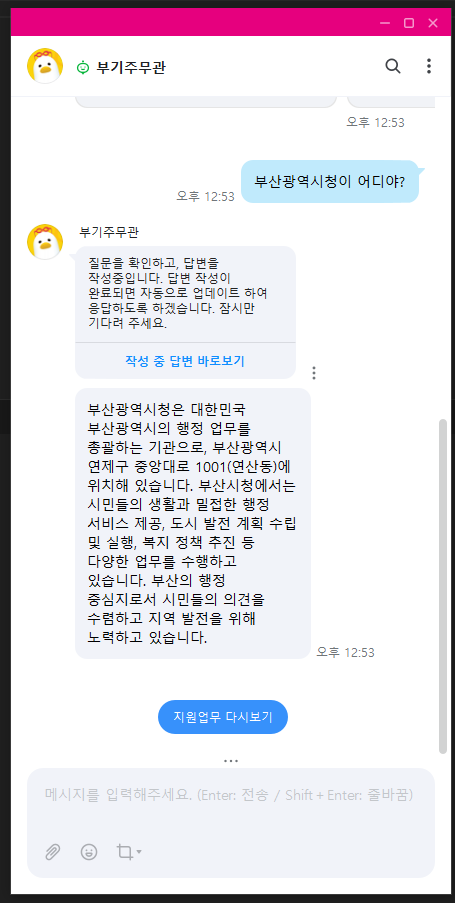 부기주무관
오후 12:53
부산광역시청이 어디야?
오후 12:53
부기주무관
질문을 확인하고, 답변을
작성중입니다. 답변 작성이
완료되면 자동으로 업데이트 하여
응답하도록 하겠습니다. 잠시만
기다려 주세요.
작성 중 답변 바로보기
부산광역시청은 대한민국
부산광역시의 행정 업무를
총괄하는 기관으로, 부산광역시
연제구 중앙대로 1001(연산동)에
위치해 있습니다. 부산시청에서는
시민들의 생활과 밀접한 행정
서비스 제공, 도시 발전 계획 수립
및 실행, 복지 정책 추진 등
다양한 업무를 수행하고
있습니다. 부산의 행정
중심지로서 시민들의 의견을
수렴하고 지역 발전을 위해
노력하고 있습니다.
오후 12:53
지원업무 다시보기
메시지를 입력해주세요. (Enter: 전송 / Shift + Enter: 줄바꿈)